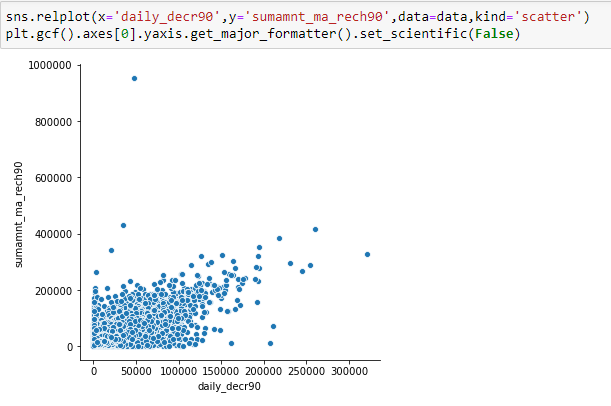 sns.relplot(x='daily_decr90',y='sumamnt_ma_rech90',data=data,kind='scatter')
plt.gcf().axes[0].yaxis.get_major_formatter().set_scientific(False)
1000000
800000
600000
400000
200000
0
sumamnt_ma_rech90
0 50000 100000 150000 200000 250000 300000
daily_decr90